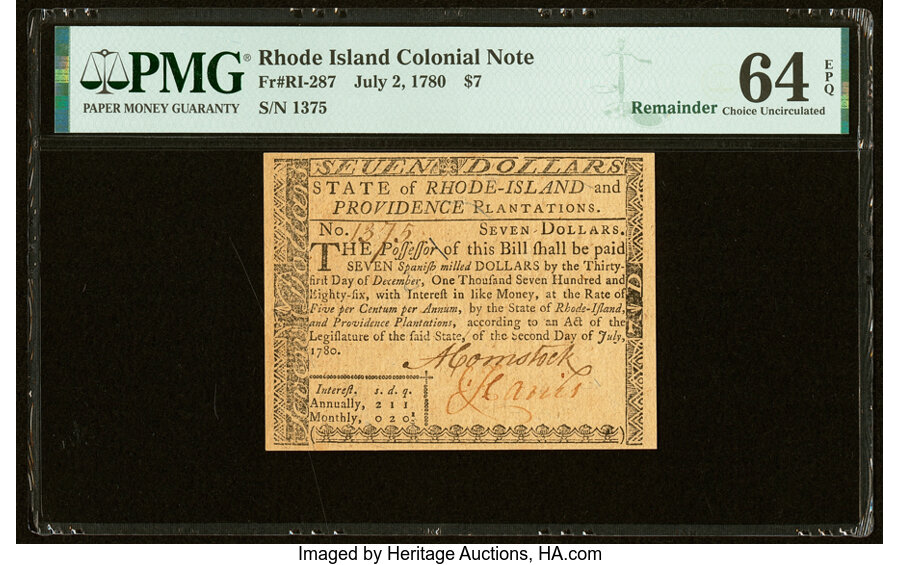 PMG®
PAPER MONEY GUARANTY
Rhode Island Colonial Note
Fr#RI-287 July 2, 1780 $7
S/N 1375
Remainder
64
EPQ
Choice Uncirculated
SEVEN DOLLARS
STATE of RHODE-ISLAND and
PROVIDENCE PLANTATIONS.
No. 1375. SEVEN DOLLARS.
THE Poſſeſſor of this Bill ſhall be paid
SEVEN Spaniſh milled DOLLARS by the Thirty-
firſt Day of December, One Thouſand Seven Hundred and
Eighty-ſix, with Intereſt in like Money, at the Rate of
Five per Centum per Annum, by the State of Rhode-Iſland,
and Providence Plantations, according to an Act of the
Legiſlature of the ſaid State, of the Second Day of July,
1780.
A Comstock
J Harris
Intereſt. s. d. q.
Annually, 2 1 1
Monthly, 0 2 0½
Imaged by Heritage Auctions, HA.com